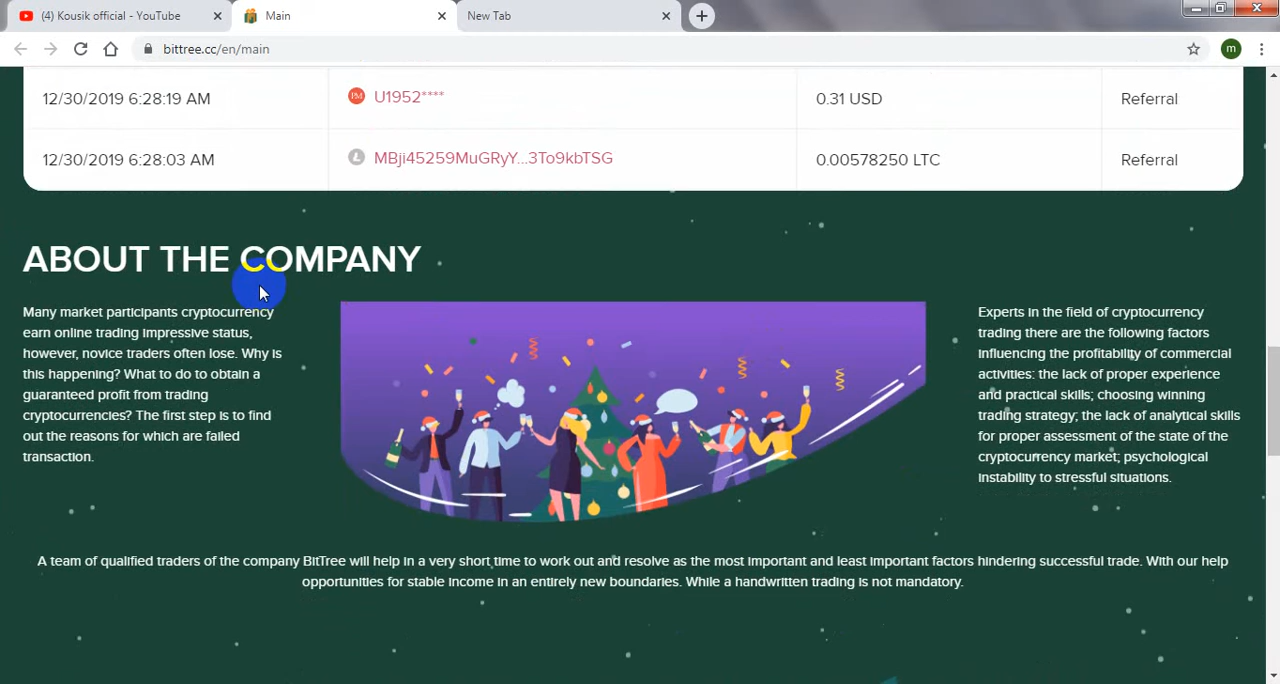 (4) Kousik official - YouTube
Main
New Tab
bittree.cc/en/main
m
12/30/2019 6:28:19 AM
PM
U1952****
0.31 USD
Referral
12/30/2019 6:28:03 AM
MBji45259MuGRyY...3To9kbTSG
0.00578250 LTC
Referral
ABOUT THE COMPANY
Many market participants cryptocurrency
earn online trading impressive status,
however, novice traders often lose. Why is
this happening? What to do to obtain a
guaranteed profit from trading
cryptocurrencies? The first step is to find
out the reasons for which are failed
transaction.
Experts in the field of cryptocurrency
trading there are the following factors
influencing the profitability of commercial
activities: the lack of proper experience
and practical skills; choosing winning
trading strategy; the lack of analytical skills
for proper assessment of the state of the
cryptocurrency market; psychological
instability to stressful situations.
A team of qualified traders of the company BitTree will help in a very short time to work out and resolve as the most important and least important factors hindering successful trade. With our help
opportunities for stable income in an entirely new boundaries. While a handwritten trading is not mandatory.